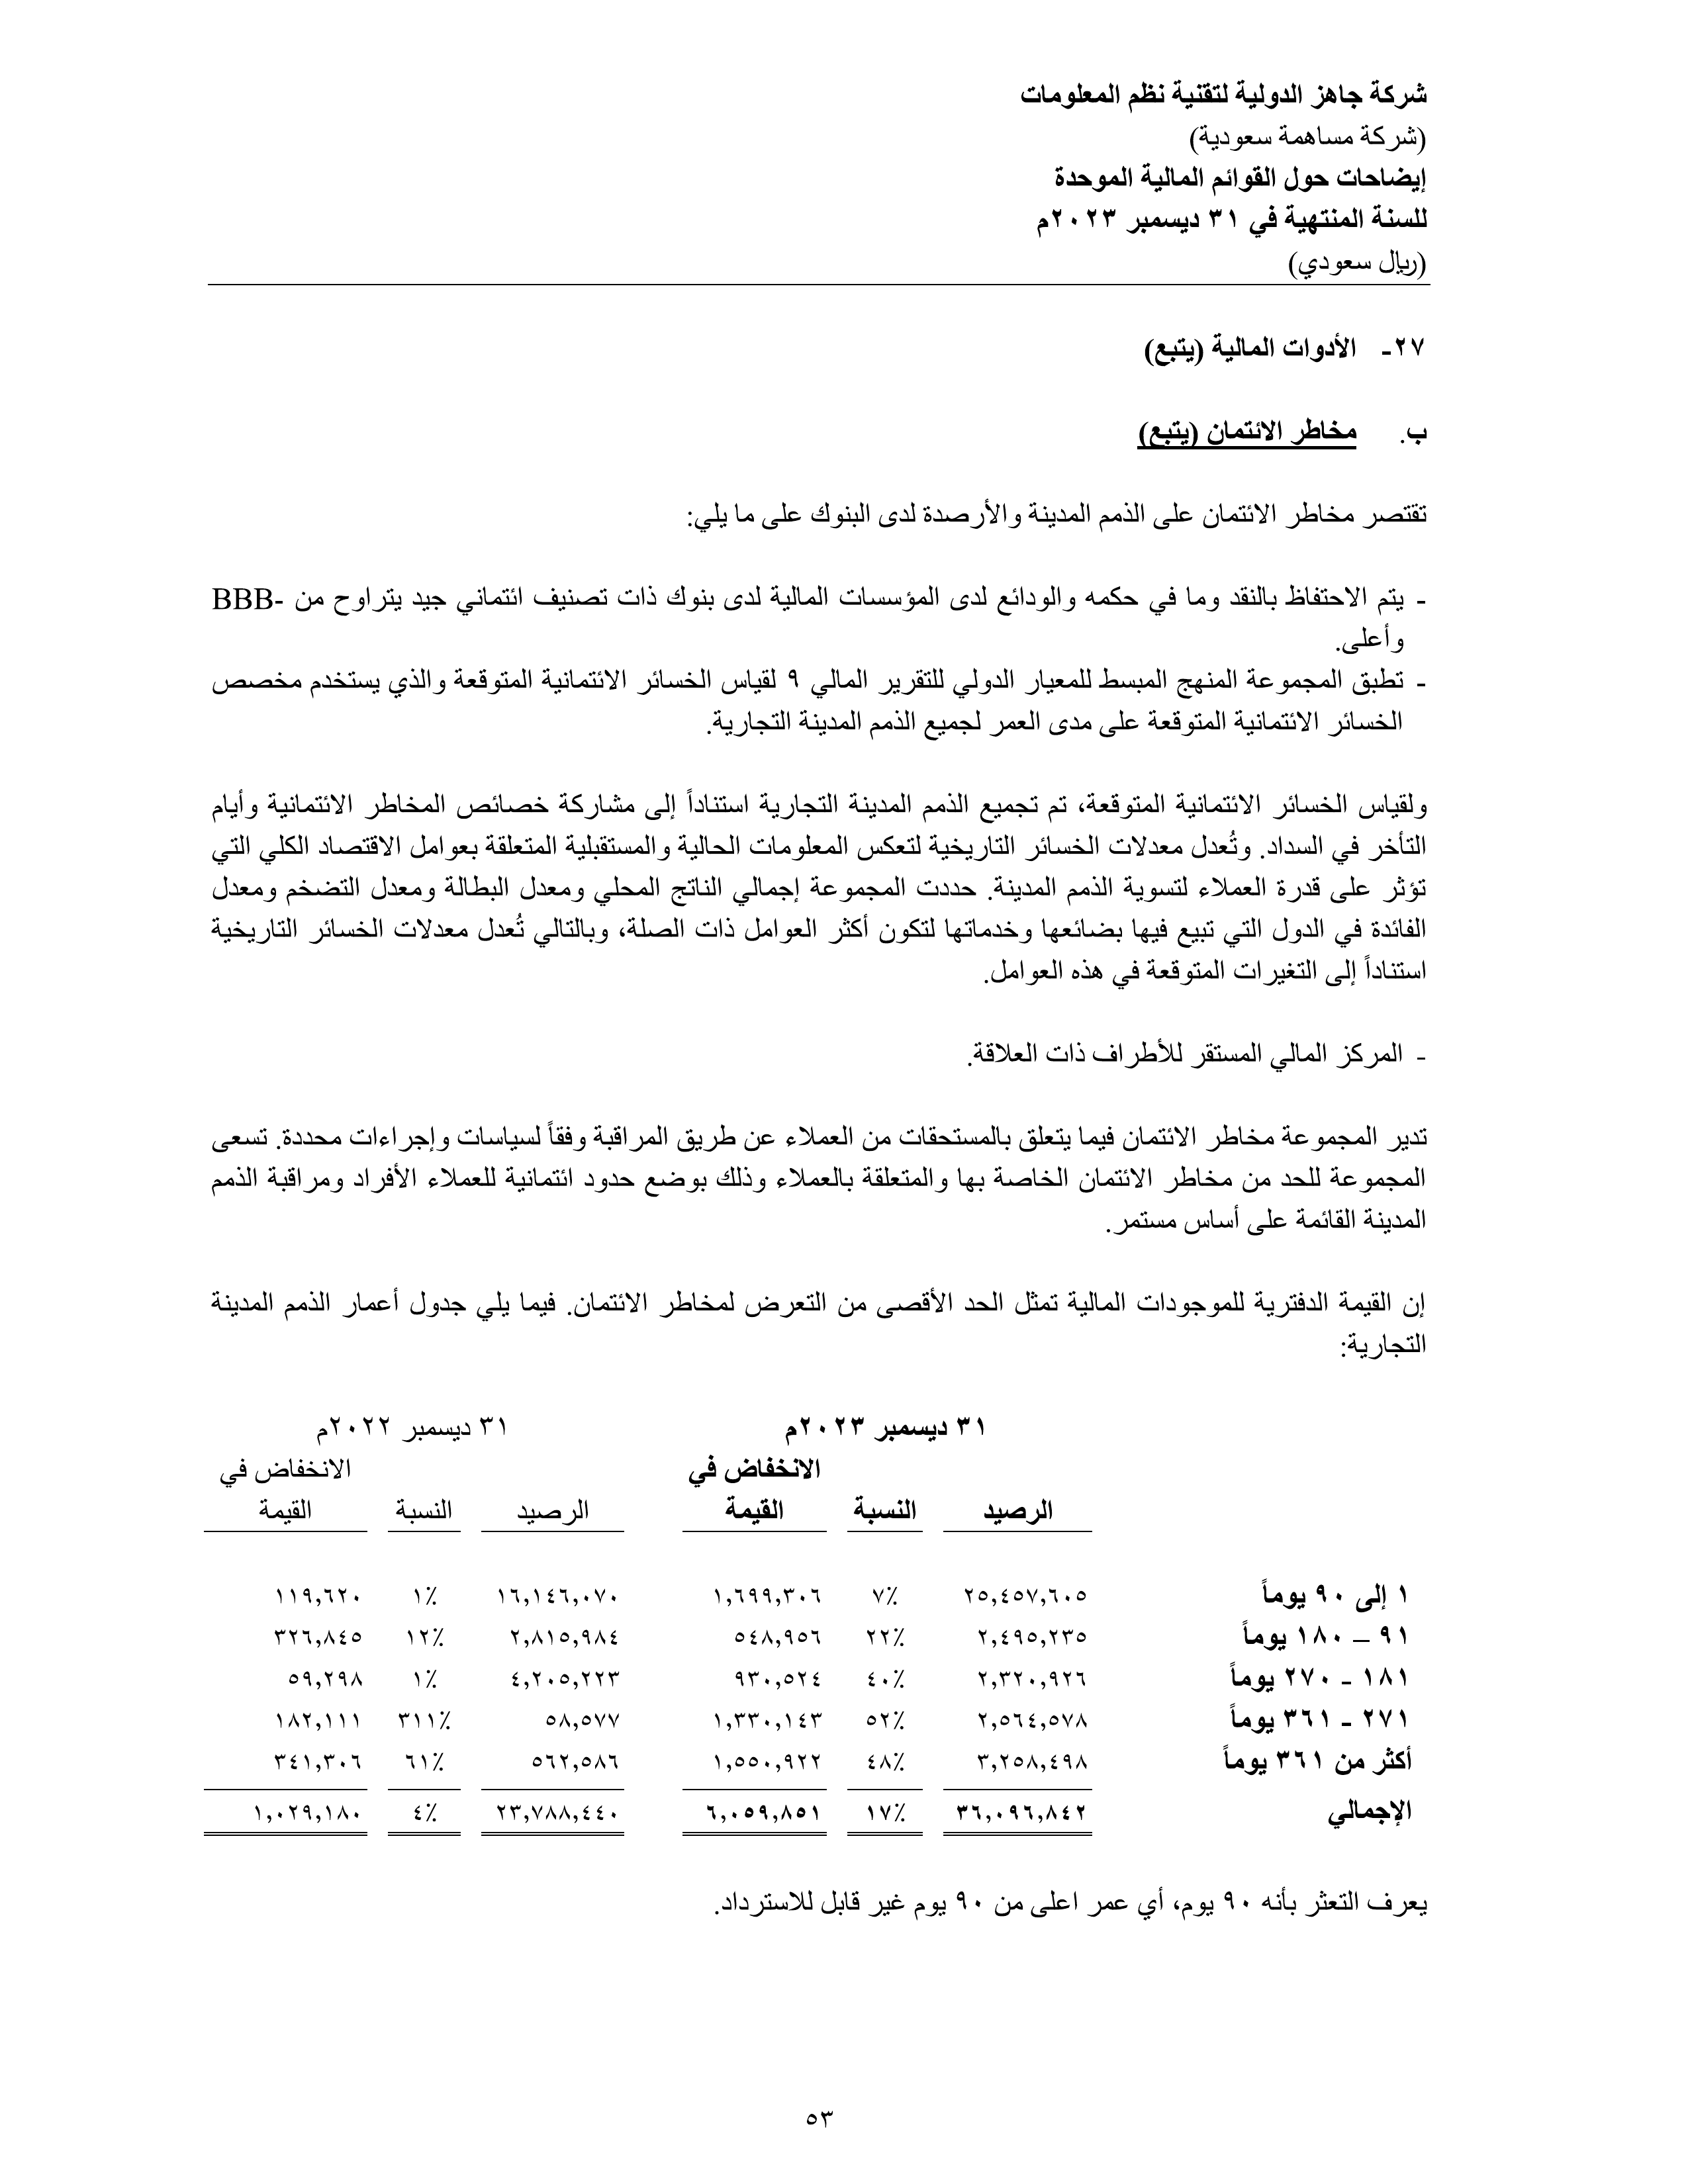 شركة جاهز الدولية لتقنية نظم المعلومات
(شركة مساهمة سعودية)
إيضاحات حول القوائم المالية الموحدة
للسنة المنتهية في ٣١ ديسمبر ٢٠٢٣م
(ريال سعودي)
٢٧- الأدوات المالية (يتبع)
ب. مخاطر الائتمان (يتبع)
تقتصر مخاطر الائتمان على الذمم المدينة والأرصدة لدى البنوك على ما يلي:
- يتم الاحتفاظ بالنقد وما في حكمه والودائع لدى المؤسسات المالية لدى بنوك ذات تصنيف ائتماني جيد يتراوح من BBB-
وأعلى.
- تطبق المجموعة المنهج المبسط للمعيار الدولي للتقرير المالي ٩ لقياس الخسائر الائتمانية المتوقعة والذي يستخدم مخصص
الخسائر الائتمانية المتوقعة على مدى العمر لجميع الذمم المدينة التجارية.
ولقياس الخسائر الائتمانية المتوقعة، تم تجميع الذمم المدينة التجارية استناداً إلى مشاركة خصائص المخاطر الائتمانية وأيام
التأخر في السداد. وتُعدل معدلات الخسائر التاريخية لتعكس المعلومات الحالية والمستقبلية المتعلقة بعوامل الاقتصاد الكلي التي
تؤثر على قدرة العملاء لتسوية الذمم المدينة. حددت المجموعة إجمالي الناتج المحلي ومعدل البطالة ومعدل التضخم ومعدل
الفائدة في الدول التي تبيع فيها بضائعها وخدماتها لتكون أكثر العوامل ذات الصلة، وبالتالي تُعدل معدلات الخسائر التاريخية
استناداً إلى التغيرات المتوقعة في هذه العوامل.
- المركز المالي المستقر للأطراف ذات العلاقة.
تدير المجموعة مخاطر الائتمان فيما يتعلق بالمستحقات من العملاء عن طريق المراقبة وفقاً لسياسات وإجراءات محددة. تسعى
المجموعة للحد من مخاطر الائتمان الخاصة بها والمتعلقة بالعملاء وذلك بوضع حدود ائتمانية للعملاء الأفراد ومراقبة الذمم
المدينة القائمة على أساس مستمر.
إن القيمة الدفترية للموجودات المالية تمثل الحد الأقصى من التعرض لمخاطر الائتمان. فيما يلي جدول أعمار الذمم المدينة
التجارية:
٣١ ديسمبر ٢٠٢٣م ٣١ ديسمبر ٢٠٢٢م
الانخفاض في الانخفاض في
الرصيد النسبة القيمة الرصيد النسبة القيمة
١ إلى ٩٠ يوماً ٢٥,٤٥٧,٦٠٥ ٧٪ ١,٦٩٩,٣٠٦ ١٦,١٤٦,٠٧٠ ١٪ ١١٩,٦٢٠
٩١ – ١٨٠ يوماً ٢,٤٩٥,٢٣٥ ٢٢٪ ٥٤٨,٩٥٦ ٢,٨١٥,٩٨٤ ١٢٪ ٣٢٦,٨٤٥
١٨١ - ٢٧٠ يوماً ٢,٣٢٠,٩٢٦ ٤٠٪ ٩٣٠,٥٢٤ ٤,٢٠٥,٢٢٣ ١٪ ٥٩,٢٩٨
٢٧١ - ٣٦١ يوماً ٢,٥٦٤,٥٧٨ ٥٢٪ ١,٣٣٠,١٤٣ ٥٨,٥٧٧ ٣١١٪ ١٨٢,١١١
أكثر من ٣٦١ يوماً ٣,٢٥٨,٤٩٨ ٤٨٪ ١,٥٥٠,٩٢٢ ٥٦٢,٥٨٦ ٦١٪ ٣٤١,٣٠٦
الإجمالي ٣٦,٠٩٦,٨٤٢ ١٧٪ ٦,٠٥٩,٨٥١ ٢٣,٧٨٨,٤٤٠ ٤٪ ١,٠٢٩,١٨٠
يعرف التعثر بأنه ٩٠ يوم، أي عمر اعلى من ٩٠ يوم غير قابل للاسترداد.
٥٣